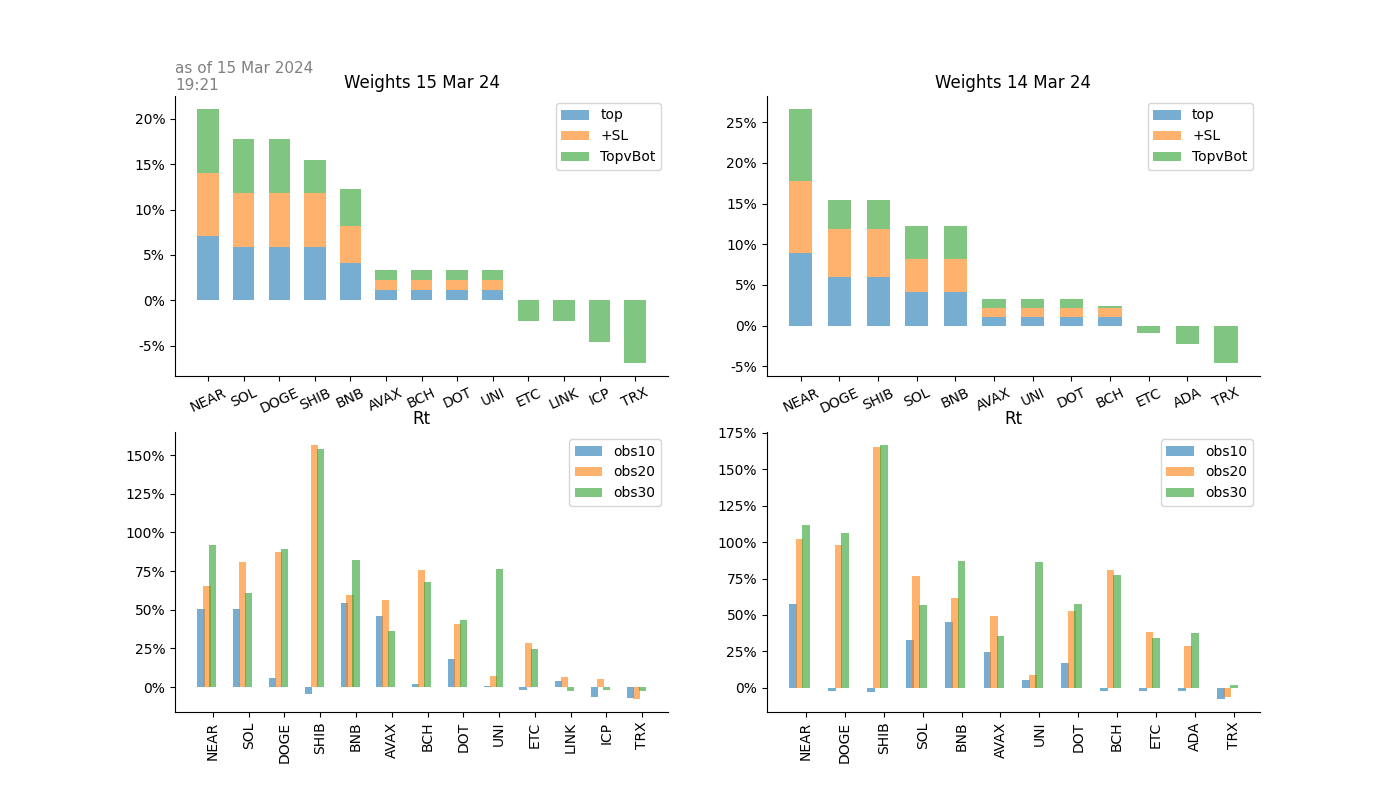 as of 15 Mar 2024
19:21
Weights 15 Mar 24
20%
15%
10%
5%
0%
-5%
top
+SL
TopvBot
NEAR SOL DOGE SHIB BNB AVAX BCH DOT UNI ETC LINK ICP TRX
Weights 14 Mar 24
25%
20%
15%
10%
5%
0%
-5%
top
+SL
TopvBot
NEAR DOGE SHIB SOL BNB AVAX UNI DOT BCH ETC ADA TRX
Rt
150%
125%
100%
75%
50%
25%
0%
obs10
obs20
obs30
NEAR SOL DOGE SHIB BNB AVAX BCH DOT UNI ETC LINK ICP TRX
Rt
175%
150%
125%
100%
75%
50%
25%
0%
obs10
obs20
obs30
NEAR DOGE SHIB SOL BNB AVAX UNI DOT BCH ETC ADA TRX